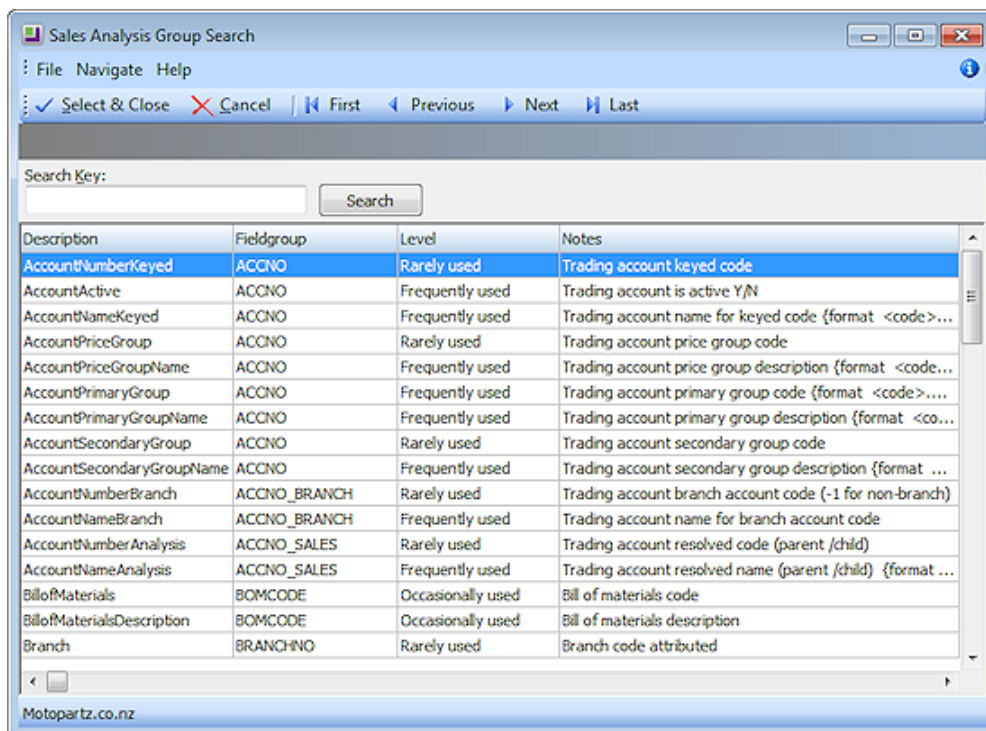 Sales Analysis Group Search
File Navigate Help
Select & Close Cancel First Previous Next Last
Search Key:
Search
Description Fieldgroup Level Notes
AccountNumberKeyed ACCNO Rarely used Trading account keyed code
AccountActive ACCNO Frequently used Trading account is active Y/N
AccountNameKeyed ACCNO Frequently used Trading account name for keyed code {format <code>...
AccountPriceGroup ACCNO Rarely used Trading account price group code
AccountPriceGroupName ACCNO Frequently used Trading account price group description {format <code...
AccountPrimaryGroup ACCNO Frequently used Trading account primary group code {format <code>....
AccountPrimaryGroupName ACCNO Frequently used Trading account primary group description {format <co...
AccountSecondaryGroup ACCNO Rarely used Trading account secondary group code
AccountSecondaryGroupName ACCNO Frequently used Trading account secondary group description {format ...
AccountNumberBranch ACCNO_BRANCH Rarely used Trading account branch account code (-1 for non-branch)
AccountNameBranch ACCNO_BRANCH Frequently used Trading account name for branch account code
AccountNumberAnalysis ACCNO_SALES Rarely used Trading account resolved code (parent /child)
AccountNameAnalysis ACCNO_SALES Frequently used Trading account resolved name (parent /child) {format ...
BillofMaterials BOMCODE Occasionally used Bill of materials code
BillofMaterialsDescription BOMCODE Occasionally used Bill of materials description
Branch BRANCHNO Rarely used Branch code attributed
Motopartz.co.nz